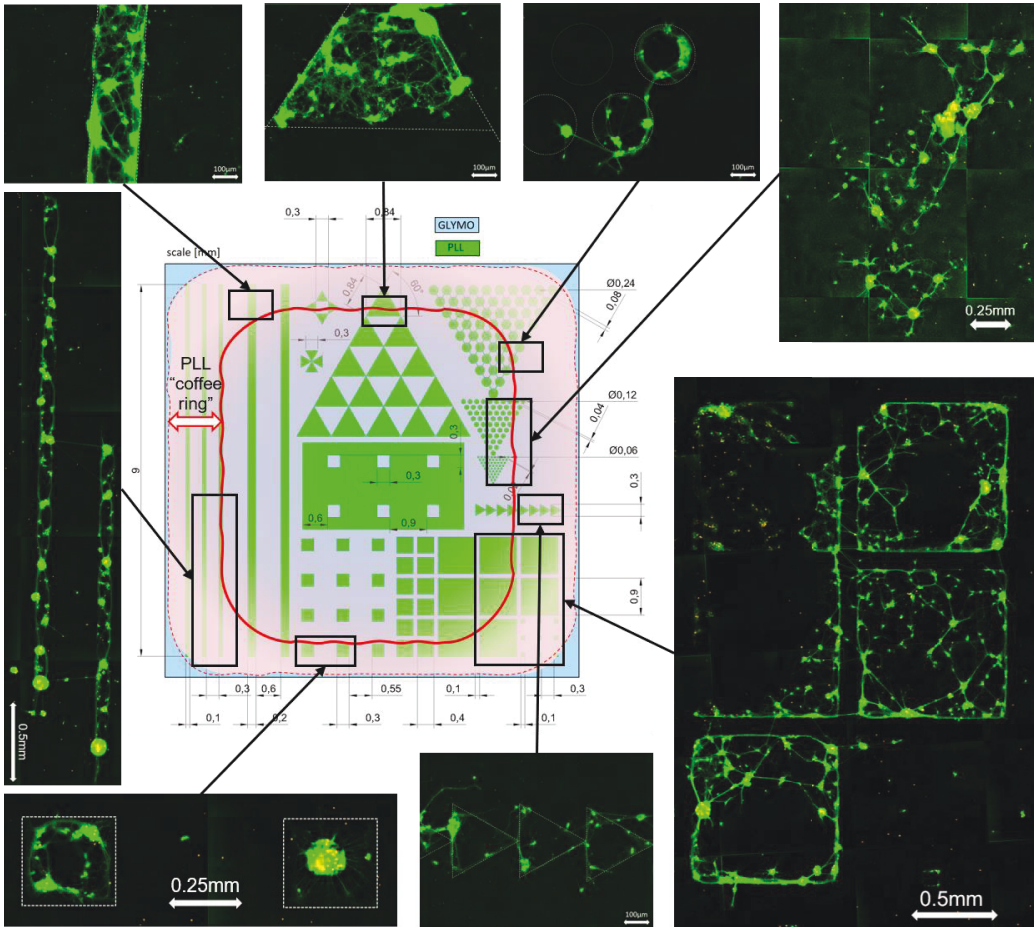 100µm
100µm
100µm
0.25mm
GLYMO
PLL
scale [mm]
0,3
0,84
0,84
60°
Ø0,24
0,08
0,3
PLL
"coffee
ring"
Ø0,12
0,04
0,3
Ø0,06
0,3
0,3
9
0,6
0,9
0,9
0,3
0,6
0,55
0,1
0,3
0,1
0,2
0,3
0,4
0,1
0.5mm
0.25mm
100µm
0.5mm